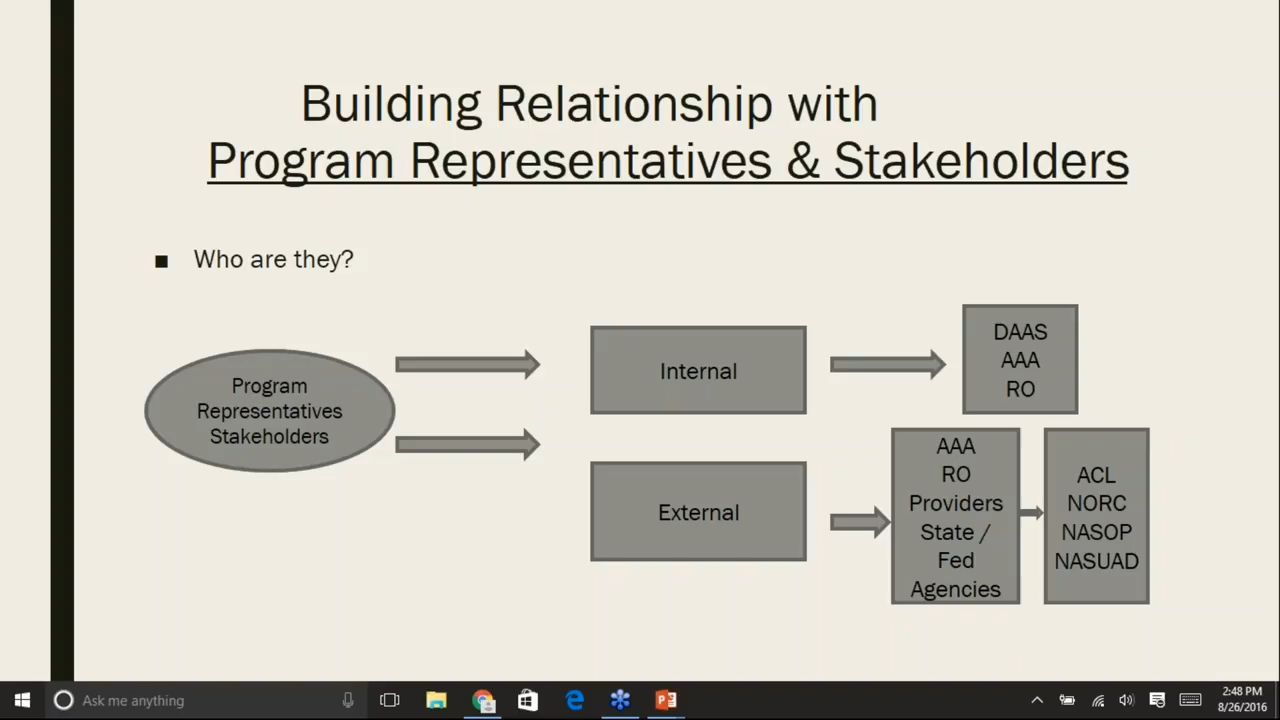 Building Relationship with
Program Representatives & Stakeholders
■ Who are they?
Program
Representatives
Stakeholders
Internal
DAAS
AAA
RO
External
AAA
RO
Providers
State /
Fed
Agencies
ACL
NORC
NASOP
NASUAD
Ask me anything
2:48 PM
8/26/2016